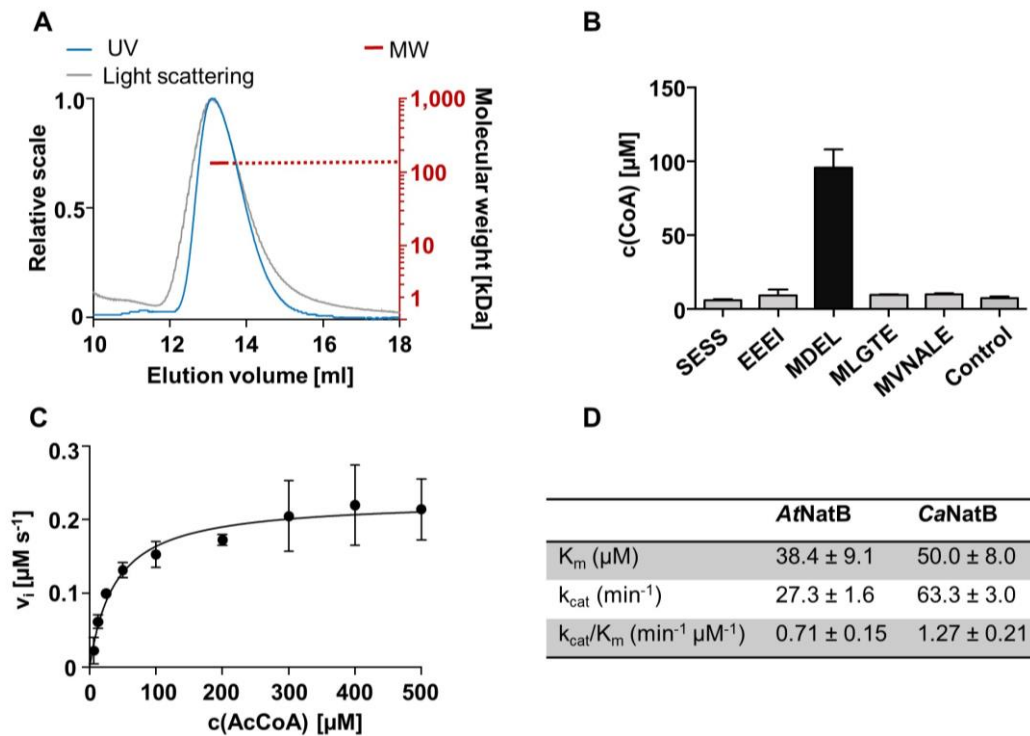 A
UV
MW
Light scattering
Relative scale
1.0
0.5
0
1,000
100
10
1
Molecular weight [kDa]
10 12 14 16 18
Elution volume [ml]
B
c(CoA) [µM]
150
100
50
0
SESS EEEI MDEL MLGTE MVNALE Control
C
vi [µM s-1]
0.3
0.2
0.1
0
0 100 200 300 400 500
c(AcCoA) [µM]
D
AtNatB CaNatB
Km (µM) 38.4 ± 9.1 50.0 ± 8.0
kcat (min-1) 27.3 ± 1.6 63.3 ± 3.0
kcat/Km (min-1 µM-1) 0.71 ± 0.15 1.27 ± 0.21